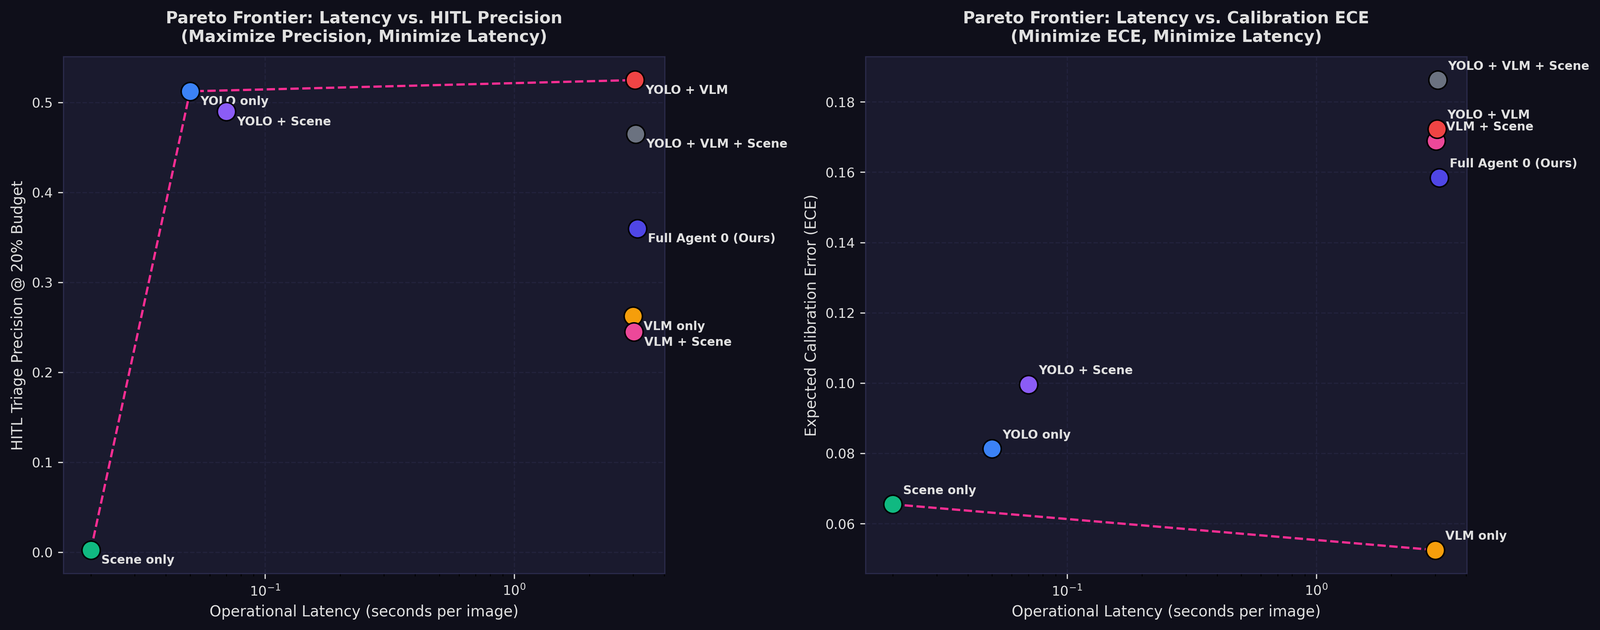 Pareto Frontier: Latency vs. HITL Precision
(Maximize Precision, Minimize Latency)
HITL Triage Precision @ 20% Budget
0.5
0.4
0.3
0.2
0.1
0.0
YOLO only
YOLO + Scene
YOLO + VLM
YOLO + VLM + Scene
Full Agent 0 (Ours)
VLM only
VLM + Scene
Scene only
10⁻¹
10⁰
Operational Latency (seconds per image)
Pareto Frontier: Latency vs. Calibration ECE
(Minimize ECE, Minimize Latency)
Expected Calibration Error (ECE)
0.18
0.16
0.14
0.12
0.10
0.08
0.06
YOLO + VLM + Scene
YOLO + VLM
VLM + Scene
Full Agent 0 (Ours)
YOLO + Scene
YOLO only
Scene only
VLM only
10⁻¹
10⁰
Operational Latency (seconds per image)